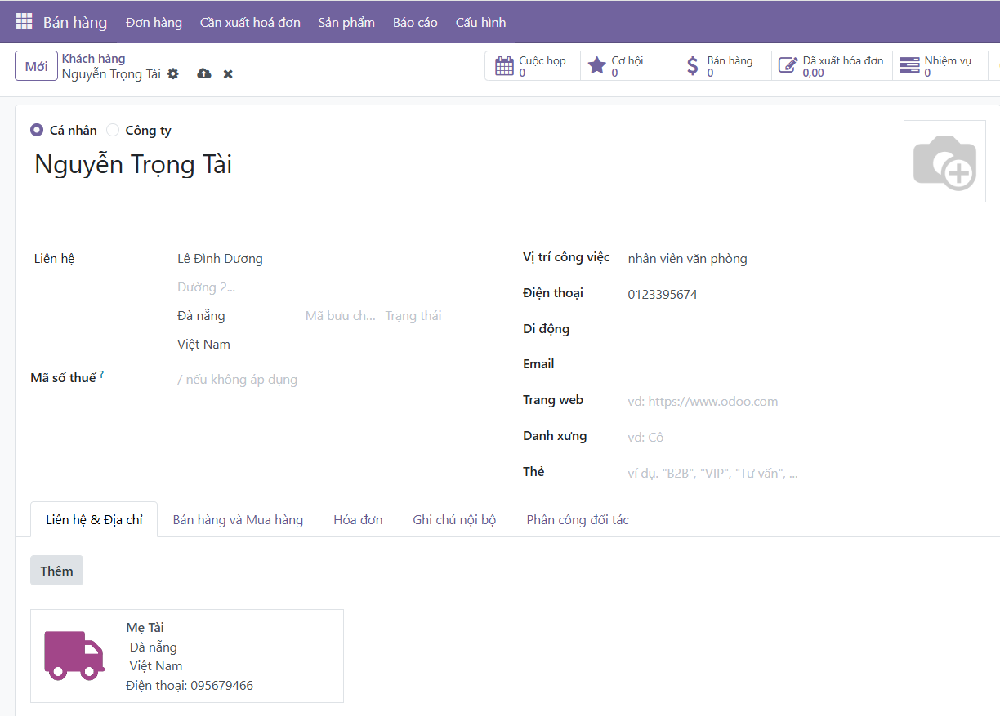 Bán hàng Đơn hàng Cần xuất hoá đơn Sản phẩm Báo cáo Cấu hình
Mới
Khách hàng
Nguyễn Trọng Tài
Cuộc họp
0
Cơ hội
0
Bán hàng
0
Đã xuất hóa đơn
0,00
Nhiệm vụ
0
Cá nhân Công ty
Nguyễn Trọng Tài
Liên hệ Lê Đình Dương
Đường 2...
Đà nẵng Mã bưu ch... Trạng thái
Việt Nam
Mã số thuế ? / nếu không áp dụng
Vị trí công việc nhân viên văn phòng
Điện thoại 0123395674
Di động
Email
Trang web vd: https://www.odoo.com
Danh xưng vd: Cô
Thẻ ví dụ. "B2B", "VIP", "Tư vấn", ...
Liên hệ & Địa chỉ Bán hàng và Mua hàng Hóa đơn Ghi chú nội bộ Phân công đối tác
Thêm
Mẹ Tài
Đà nẵng
Việt Nam
Điện thoại: 095679466